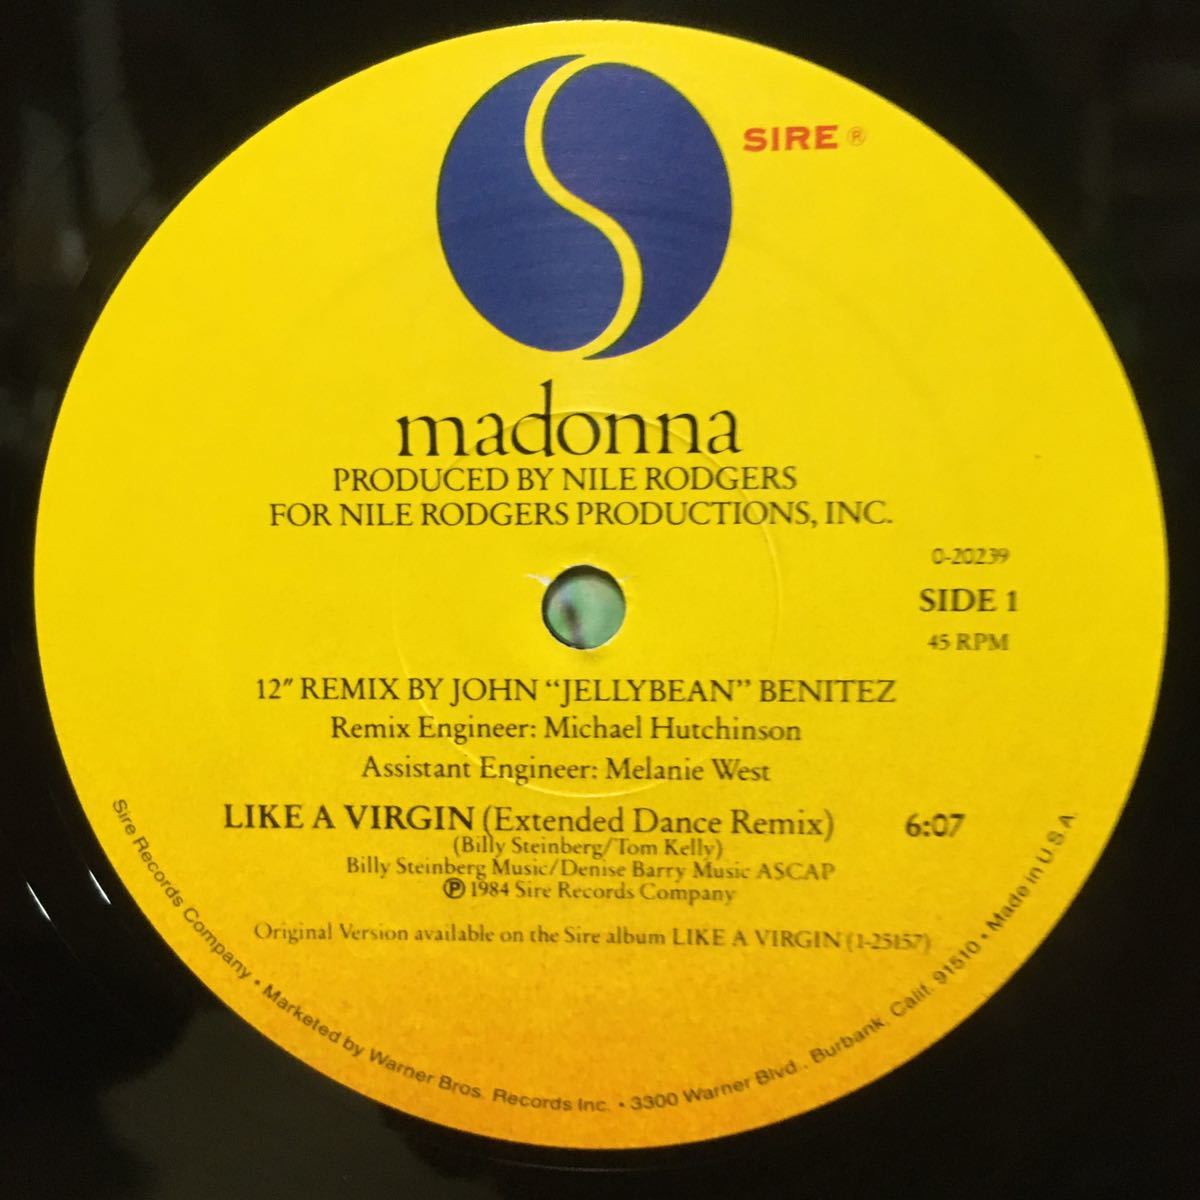 SIRE ®
madonna
PRODUCED BY NILE RODGERS
FOR NILE RODGERS PRODUCTIONS, INC.
0-20239
SIDE 1
45 RPM
12" REMIX BY JOHN “JELLYBEAN” BENITEZ
Remix Engineer: Michael Hutchinson
Assistant Engineer: Melanie West
LIKE A VIRGIN (Extended Dance Remix) 6:07
(Billy Steinberg/Tom Kelly)
Billy Steinberg Music/Denise Barry Music ASCAP
℗ 1984 Sire Records Company
Original Version available on the Sire album LIKE A VIRGIN (1-25157)
Sire Records Company • Marketed by Warner Bros. Records Inc. • 3300 Warner Blvd., Burbank, Calif. 91510 • Made in U.S.A.